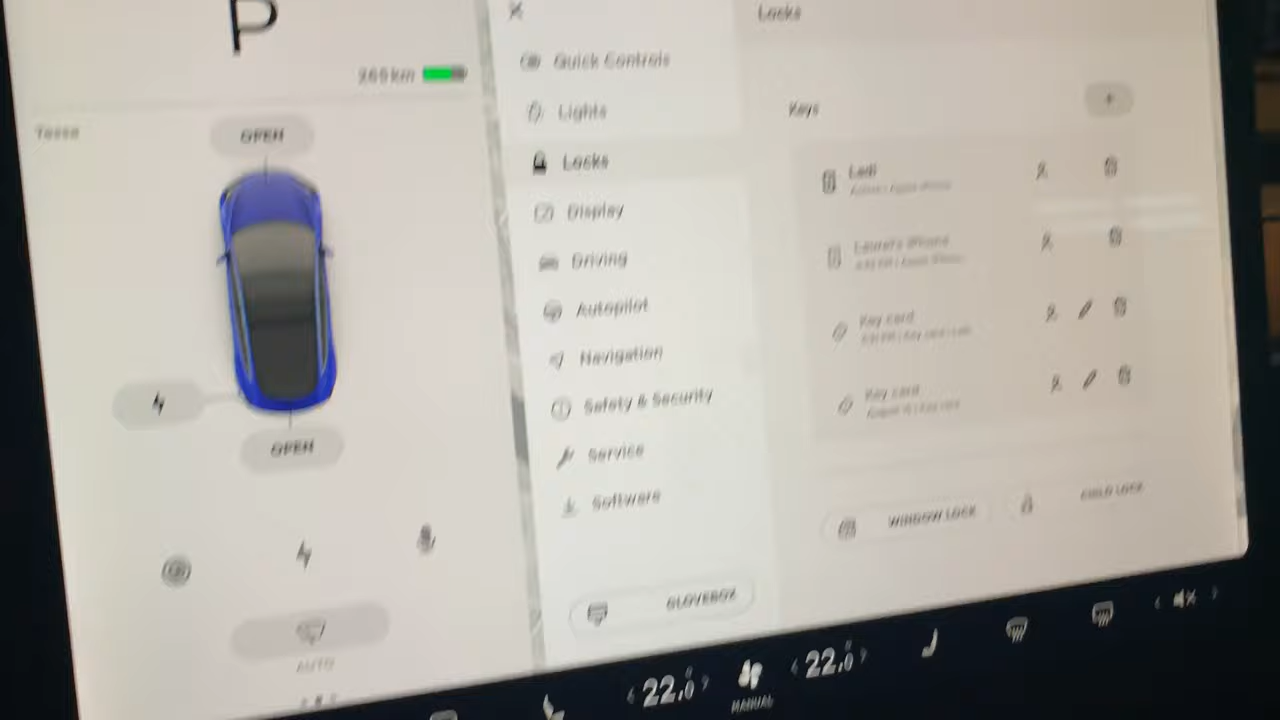 P
265 km
OPEN
OPEN
AUTO
Quick Controls
Lights
Locks
Display
Driving
Autopilot
Navigation
Safety & Security
Service
Software
GLOVEBOX
Locks
Keys
+
iPhone
Key card
Key card
WINDOW LOCK
CHILD LOCK
22.0
MANUAL
22.0